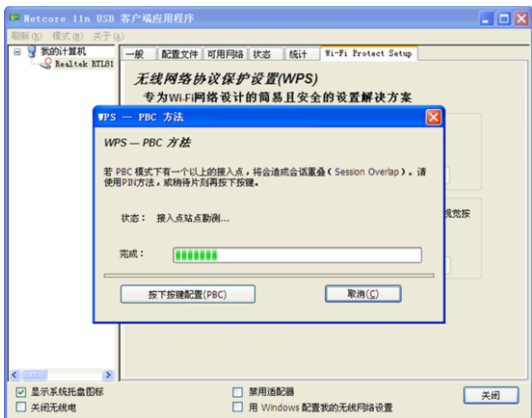 Netcore 11n USB 客户端应用程序
刷新(R) 模式(M) 关于(A)
我的计算机
Realtek RTL81
一般 配置文件 可用网络 状态 统计 Wi-Fi Protect Setup
无线网络协议保护设置(WPS)
专为Wi-Fi网络设计的简易且安全的设置解决方案
WPS — PBC 方法
WPS — PBC 方法
若 PBC 模式下有一个以上的接入点,将会造成会话重叠(Session Overlap)。请
使用PIN方法,或稍待片刻再按下按键。
状态: 接入点站点勘测...
视觉按
完成:
按下按键配置(PBC) 取消(C)
显示系统托盘图标 禁用适配器
关闭无线电 用 Windows 配置我的无线网络设置
关闭